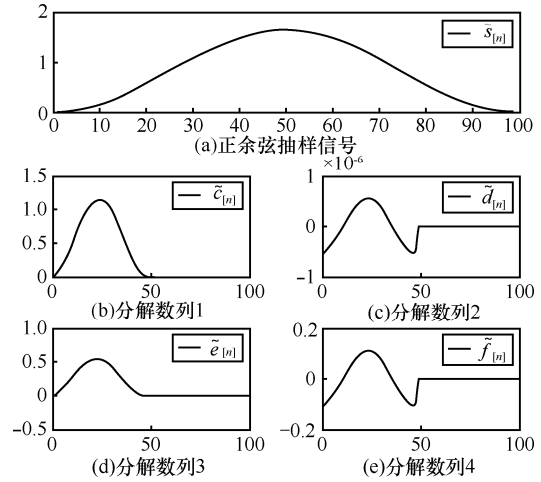 2
1
0
s̃[n]
0 10 20 30 40 50 60 70 80 90 100
(a)正余弦抽样信号
1.5
1.0
0.5
0
c̃[n]
0 50 100
(b)分解数列1
×10⁻⁶
1
0
−1
d̃[n]
0 50 100
(c)分解数列2
1.0
0.5
0
−0.5
ẽ[n]
0 50 100
(d)分解数列3
0.2
0
−0.2
f̃[n]
0 50 100
(e)分解数列4